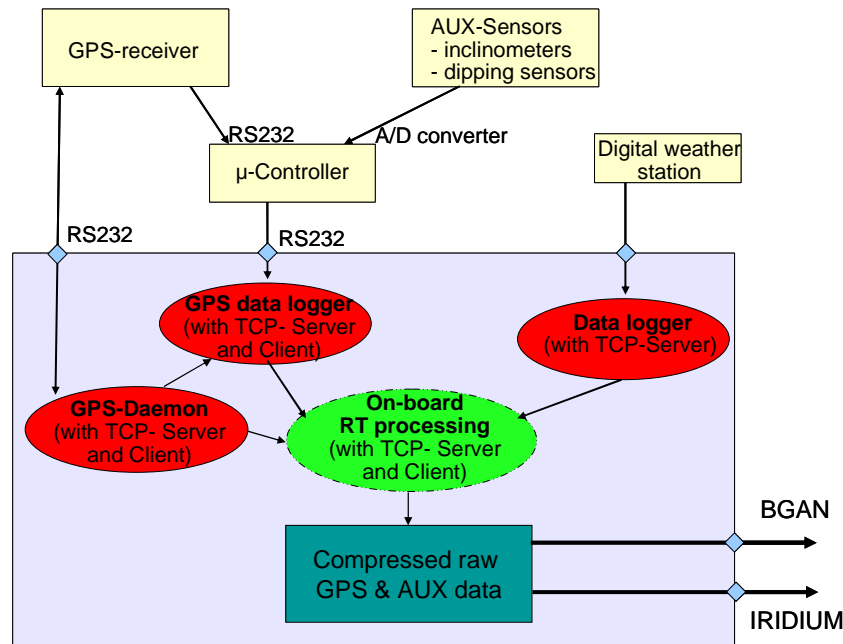 GPS-receiver
AUX-Sensors
- inclinometers
- dipping sensors
RS232
A/D converter
µ-Controller
Digital weather
station
RS232
RS232
GPS data logger
(with TCP- Server
and Client)
Data logger
(with TCP-Server)
GPS-Daemon
(with TCP- Server
and Client)
On-board
RT processing
(with TCP- Server
and Client)
BGAN
Compressed raw
GPS & AUX data
IRIDIUM